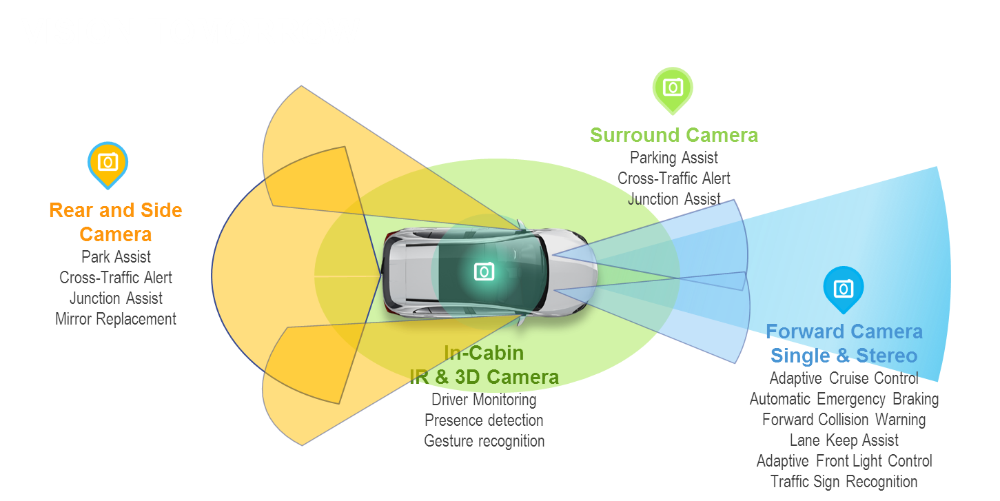 Surround Camera
Parking Assist
Cross-Traffic Alert
Junction Assist
Rear and Side
Camera
Park Assist
Cross-Traffic Alert
Junction Assist
Mirror Replacement
In-Cabin
IR & 3D Camera
Driver Monitoring
Presence detection
Gesture recognition
Forward Camera
Single & Stereo
Adaptive Cruise Control
Automatic Emergency Braking
Forward Collision Warning
Lane Keep Assist
Adaptive Front Light Control
Traffic Sign Recognition